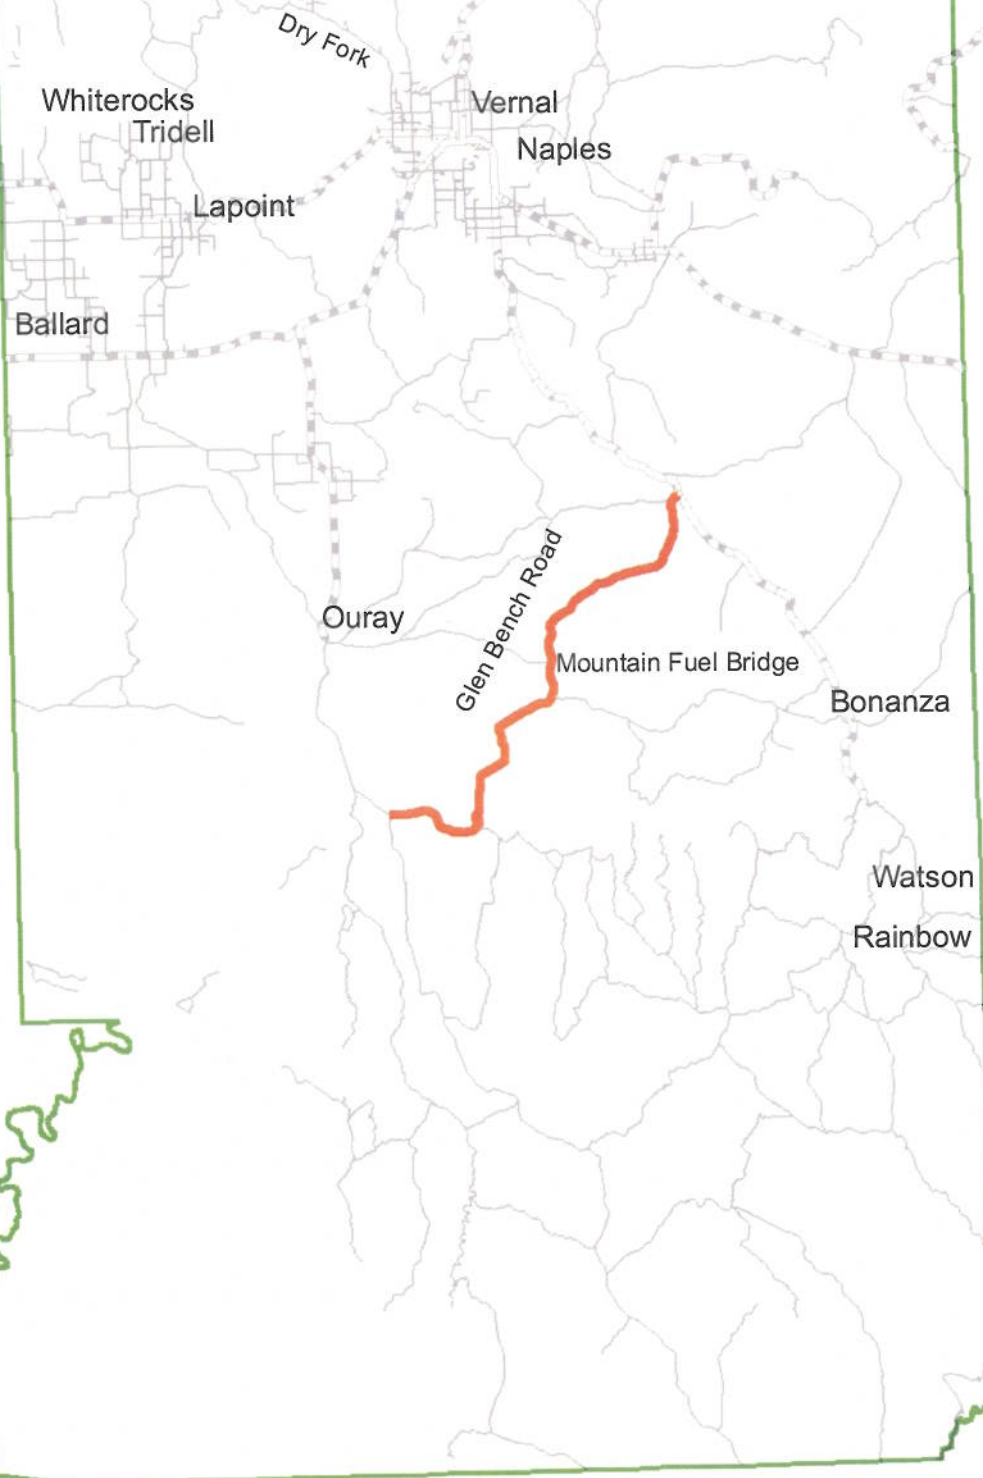 Dry Fork
Whiterocks
Vernal
Tridell
Naples
Lapoint
Ballard
Glen Bench Road
Ouray
Mountain Fuel Bridge
Bonanza
Watson
Rainbow